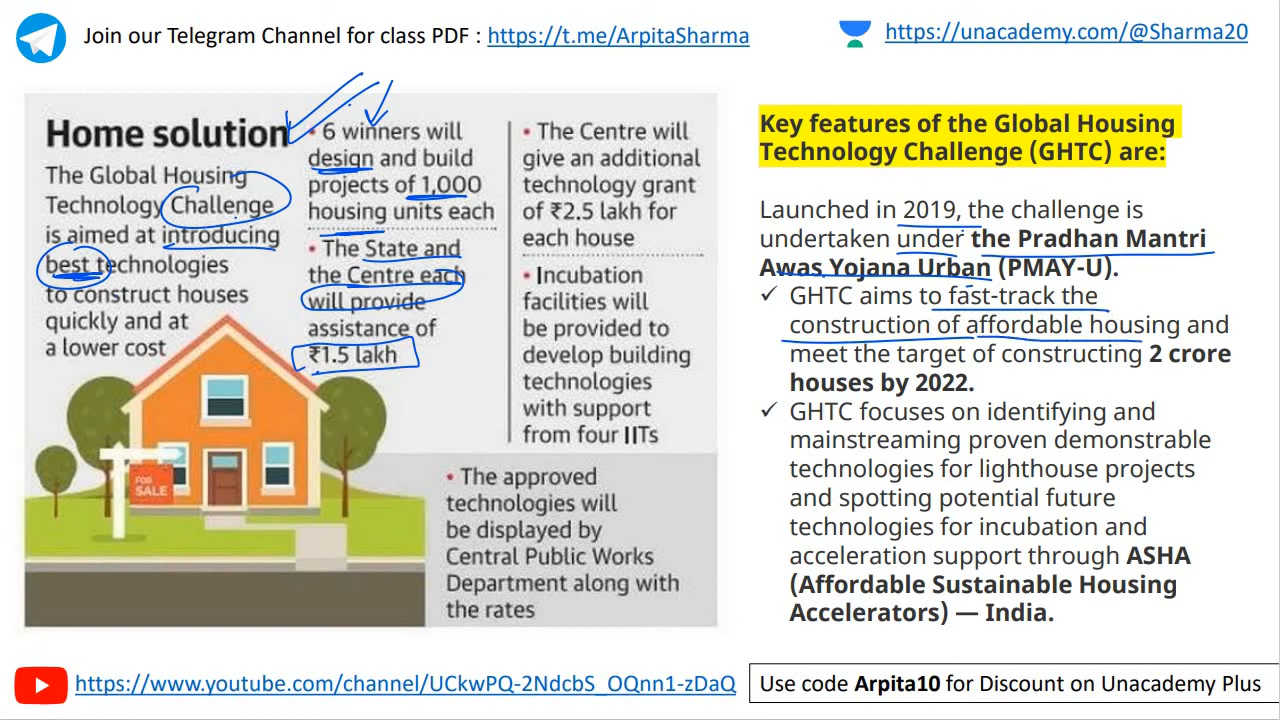 Join our Telegram Channel for class PDF : https://t.me/ArpitaSharma
https://unacademy.com/@Sharma20
Home solution
The Global Housing
Technology Challenge
is aimed at introducing
best technologies
to construct houses
quickly and at
a lower cost
FOR
SALE
• 6 winners will
design and build
projects of 1,000
housing units each
• The State and
the Centre each
will provide
assistance of
₹1.5 lakh
• The Centre will
give an additional
technology grant
of ₹2.5 lakh for
each house
• Incubation
facilities will
be provided to
develop building
technologies
with support
from four IITs
• The approved
technologies will
be displayed by
Central Public Works
Department along with
the rates
Key features of the Global Housing
Technology Challenge (GHTC) are:
Launched in 2019, the challenge is
undertaken under the Pradhan Mantri
Awas Yojana Urban (PMAY-U).
✓ GHTC aims to fast-track the
construction of affordable housing and
meet the target of constructing 2 crore
houses by 2022.
✓ GHTC focuses on identifying and
mainstreaming proven demonstrable
technologies for lighthouse projects
and spotting potential future
technologies for incubation and
acceleration support through ASHA
(Affordable Sustainable Housing
Accelerators) — India.
https://www.youtube.com/channel/UCkwPQ-2NdcbS_OQnn1-zDaQ
Use code Arpita10 for Discount on Unacademy Plus